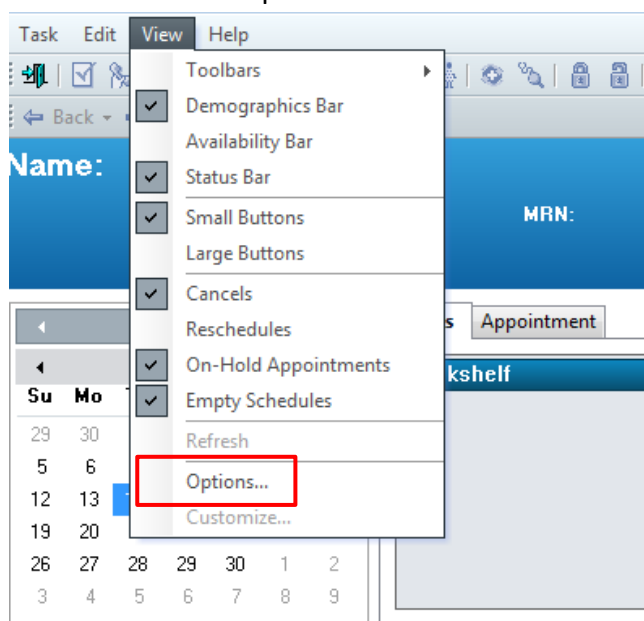 Task Edit View Help
Toolbars
Back
Demographics Bar
Availability Bar
Name:
Status Bar
Small Buttons
MRN:
Large Buttons
Cancels
Reschedules
Appointment
On-Hold Appointments
Empty Schedules
Su Mo
29 30
Refresh
5 6
Options...
12 13
Customize...
19 20
26 27 28 29 30 1 2
3 4 5 6 7 8 9